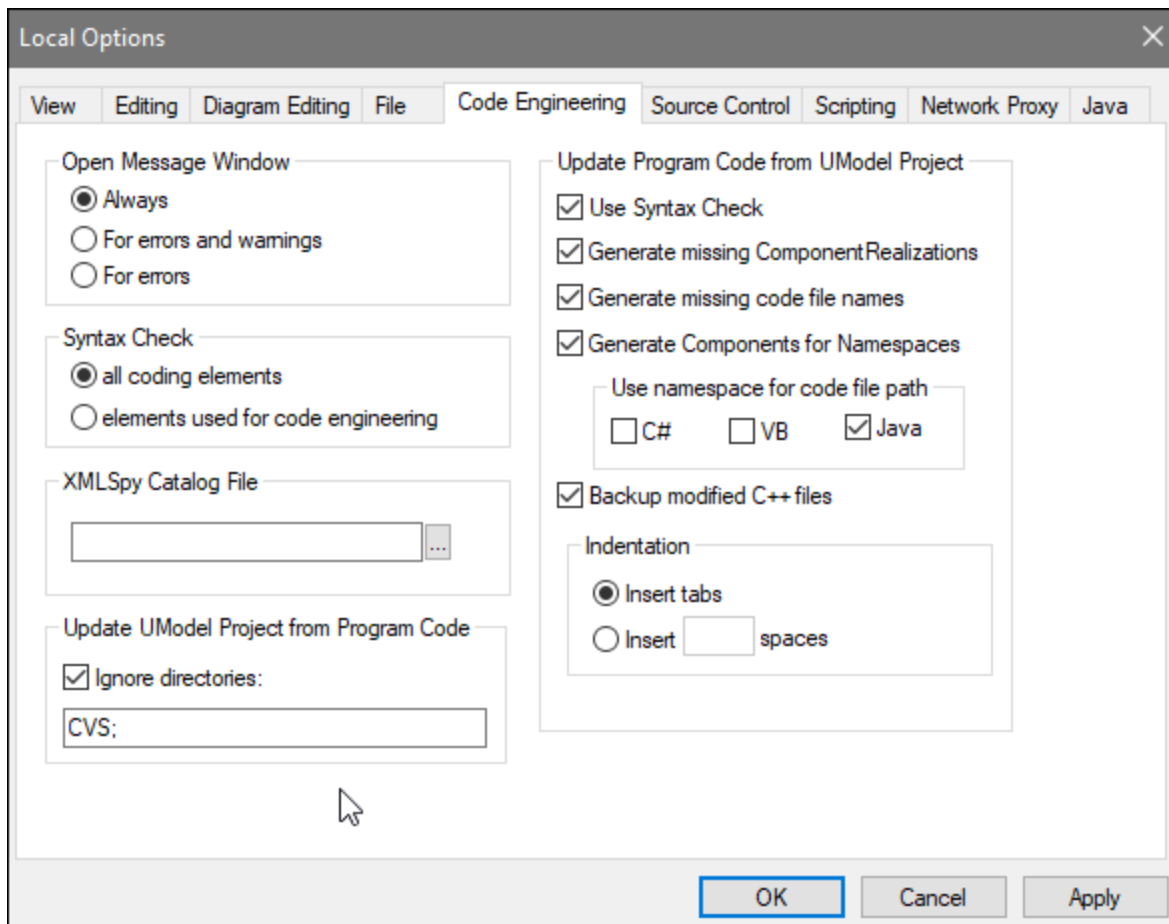 Local Options
View Editing Diagram Editing File Code Engineering Source Control Scripting Network Proxy Java
Open Message Window
Always
For errors and warnings
For errors
Syntax Check
all coding elements
elements used for code engineering
XMLSpy Catalog File
...
Update UModel Project from Program Code
Ignore directories:
CVS;
Update Program Code from UModel Project
Use Syntax Check
Generate missing ComponentRealizations
Generate missing code file names
Generate Components for Namespaces
Use namespace for code file path
C# VB Java
Backup modified C++ files
Indentation
Insert tabs
Insert spaces
OK Cancel Apply